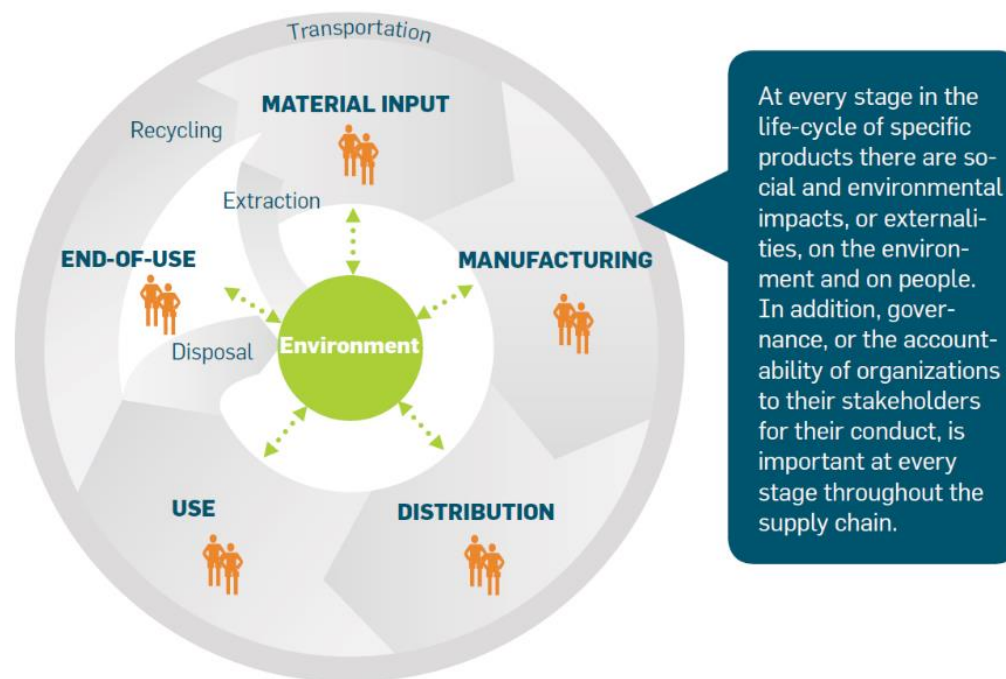 Transportation
MATERIAL INPUT
Recycling
Extraction
END-OF-USE
MANUFACTURING
Environment
Disposal
USE
DISTRIBUTION
At every stage in the
life-cycle of specific
products there are so-
cial and environmental
impacts, or externali-
ties, on the environ-
ment and on people.
In addition, gover-
nance, or the account-
ability of organizations
to their stakeholders
for their conduct, is
important at every
stage throughout the
supply chain.